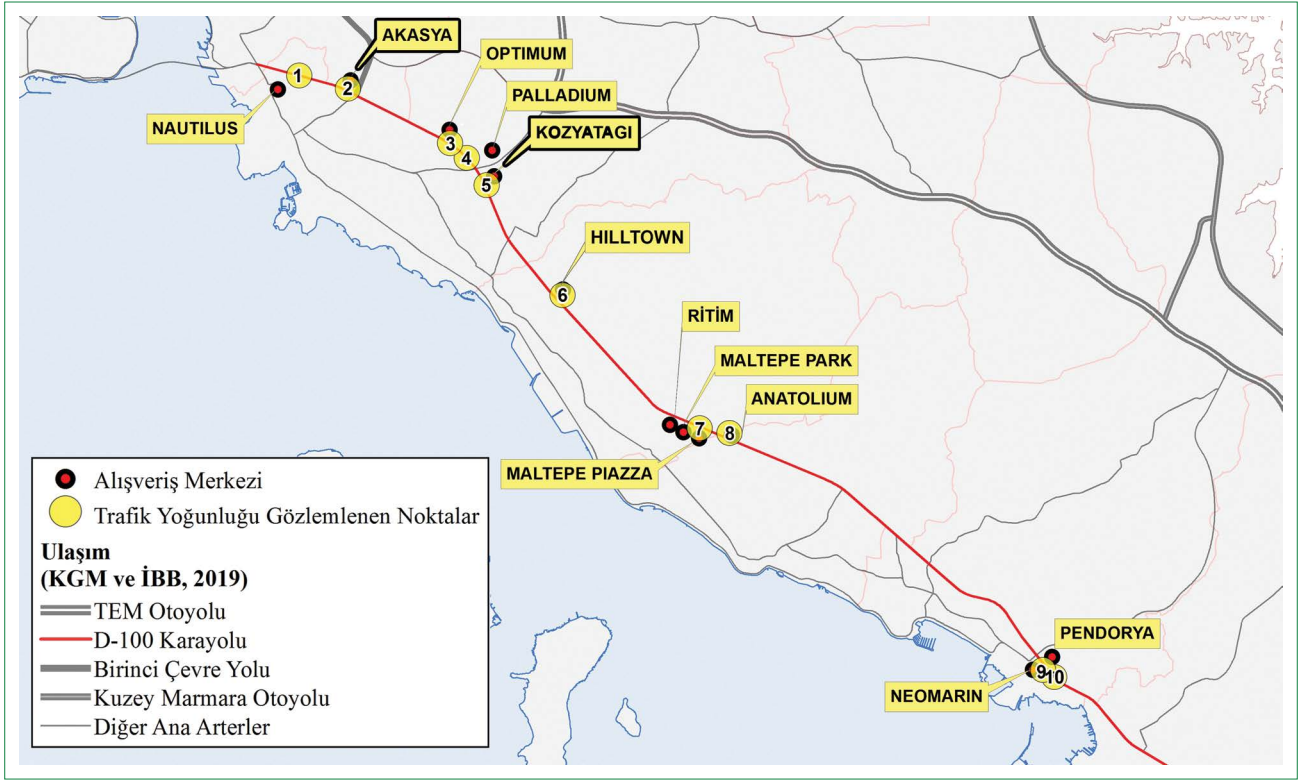 AKASYA
OPTIMUM
1
2
PALLADIUM
NAUTILUS
KOZYATAGI
3
4
5
HILLTOWN
6
RİTİM
MALTEPE PARK
ANATOLIUM
7
8
MALTEPE PIAZZA
PENDORYA
9
10
NEOMARIN
Alışveriş Merkezi
Trafik Yoğunluğu Gözlemlenen Noktalar
Ulaşım
(KGM ve İBB, 2019)
TEM Otoyolu
D-100 Karayolu
Birinci Çevre Yolu
Kuzey Marmara Otoyolu
Diğer Ana Arterler